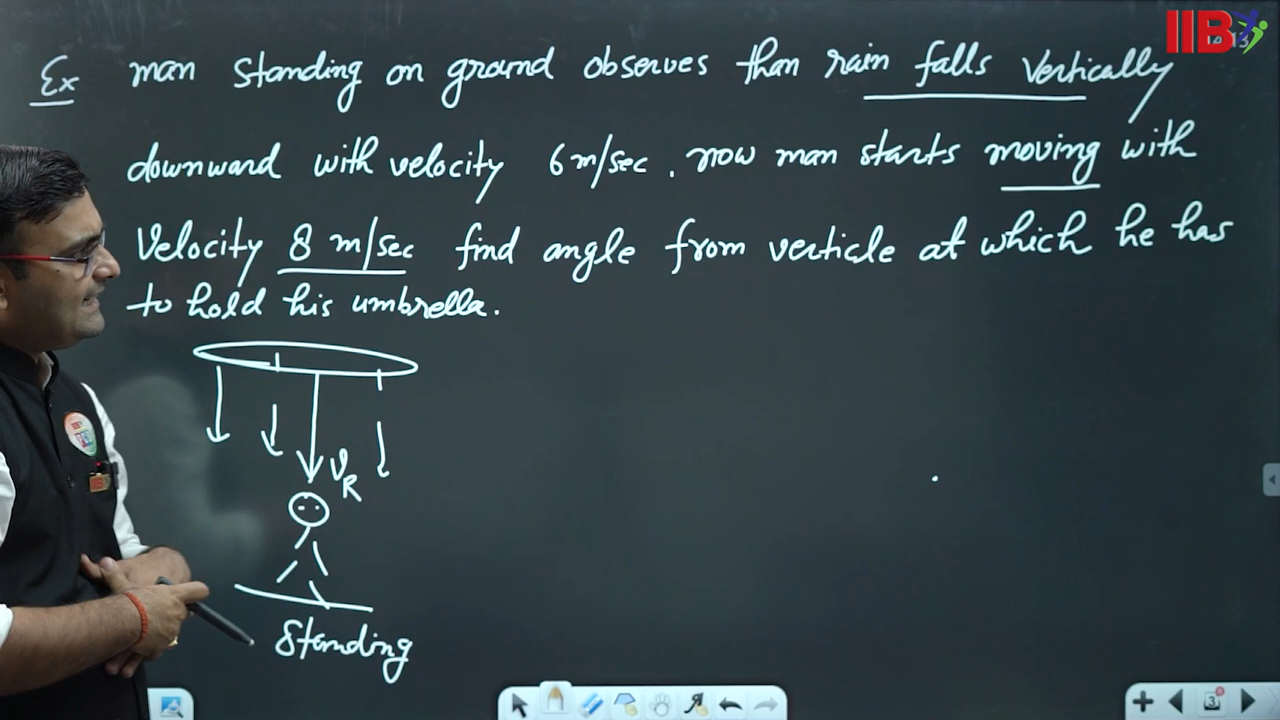 IIB
Ex man standing on ground observes than rain falls vertically
downward with velocity 6 m/sec. now man starts moving with
Velocity 8 m/sec find angle from verticle at which he has
to hold his umbrella.
VR
Standing